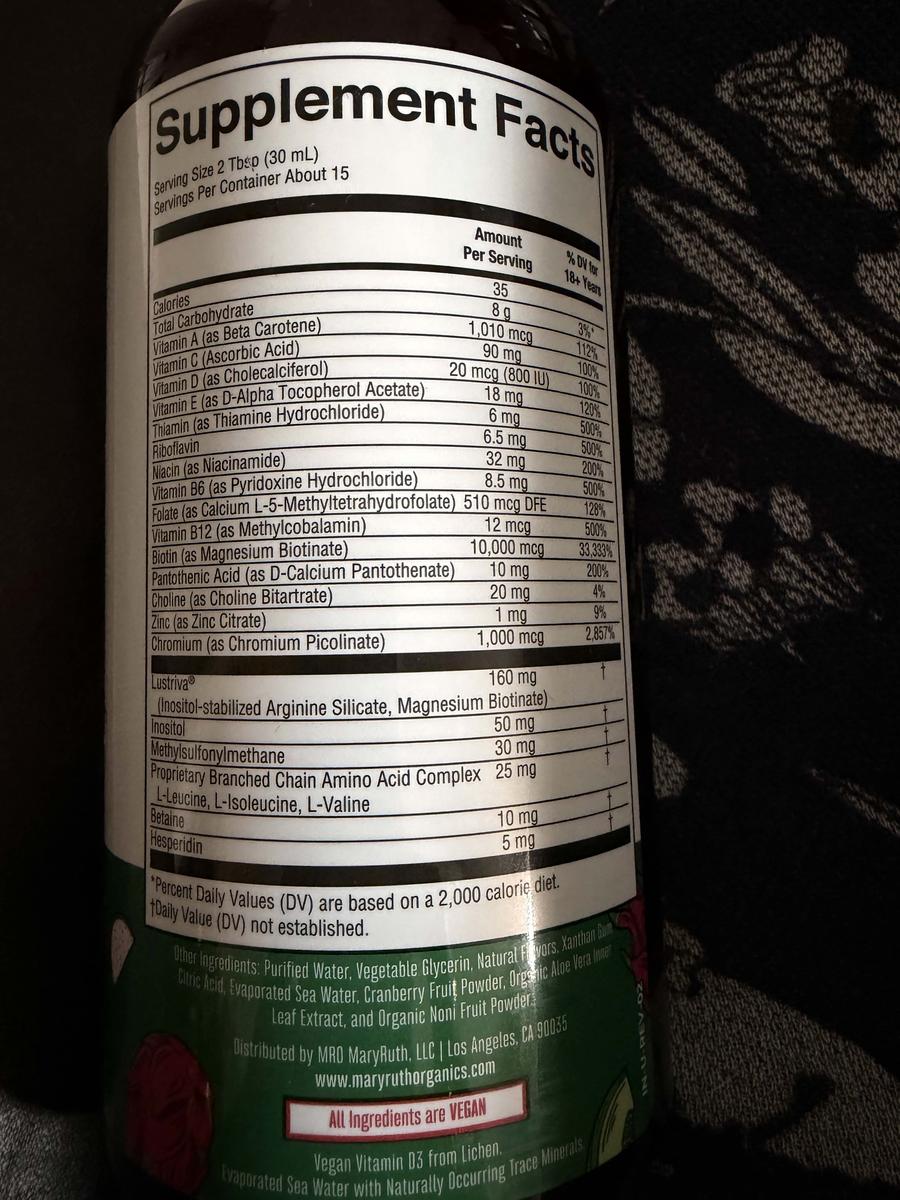 Supplement Facts
Serving Size 2 Tbsp (30 mL)
Servings Per Container About 15
Amount Per Serving % DV for 18+ Years
Calories 35
Total Carbohydrate 8 g 3%*
Vitamin A (as Beta Carotene) 1,010 mcg 112%
Vitamin C (Ascorbic Acid) 90 mg 100%
Vitamin D (as Cholecalciferol) 20 mcg (800 IU) 100%
Vitamin E (as D-Alpha Tocopherol Acetate) 18 mg 120%
Thiamin (as Thiamine Hydrochloride) 6 mg 500%
Riboflavin 6.5 mg 500%
Niacin (as Niacinamide) 32 mg 200%
Vitamin B6 (as Pyridoxine Hydrochloride) 8.5 mg 500%
Folate (as Calcium L-5-Methyltetrahydrofolate) 510 mcg DFE 128%
Vitamin B12 (as Methylcobalamin) 12 mcg 500%
Biotin (as Magnesium Biotinate) 10,000 mcg 33,333%
Pantothenic Acid (as D-Calcium Pantothenate) 10 mg 200%
Choline (as Choline Bitartrate) 20 mg 4%
Zinc (as Zinc Citrate) 1 mg 9%
Chromium (as Chromium Picolinate) 1,000 mcg 2,857%
Lustriva® 160 mg †
(Inositol-stabilized Arginine Silicate, Magnesium Biotinate)
Inositol 50 mg †
Methylsulfonylmethane 30 mg †
Proprietary Branched Chain Amino Acid Complex 25 mg †
L-Leucine, L-Isoleucine, L-Valine
Betaine 10 mg †
Hesperidin 5 mg †
*Percent Daily Values (DV) are based on a 2,000 calorie diet.
†Daily Value (DV) not established.
Other Ingredients: Purified Water, Vegetable Glycerin, Natural Flavors, Xanthan Gum,
Citric Acid, Evaporated Sea Water, Cranberry Fruit Powder, Organic Aloe Vera Inner
Leaf Extract, and Organic Noni Fruit Powder.
Distributed by MRO MaryRuth, LLC | Los Angeles, CA 90035
www.maryruthorganics.com
All Ingredients are VEGAN
Vegan Vitamin D3 from Lichen.
Evaporated Sea Water with Naturally Occurring Trace Minerals.